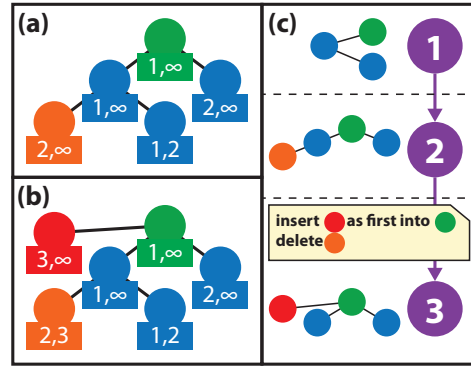 (a)
1,∞
1,∞
2,∞
2,∞
1,2
(b)
3,∞
1,∞
1,∞
2,∞
2,3
1,2
(c)
1
2
insert as first into
delete
3